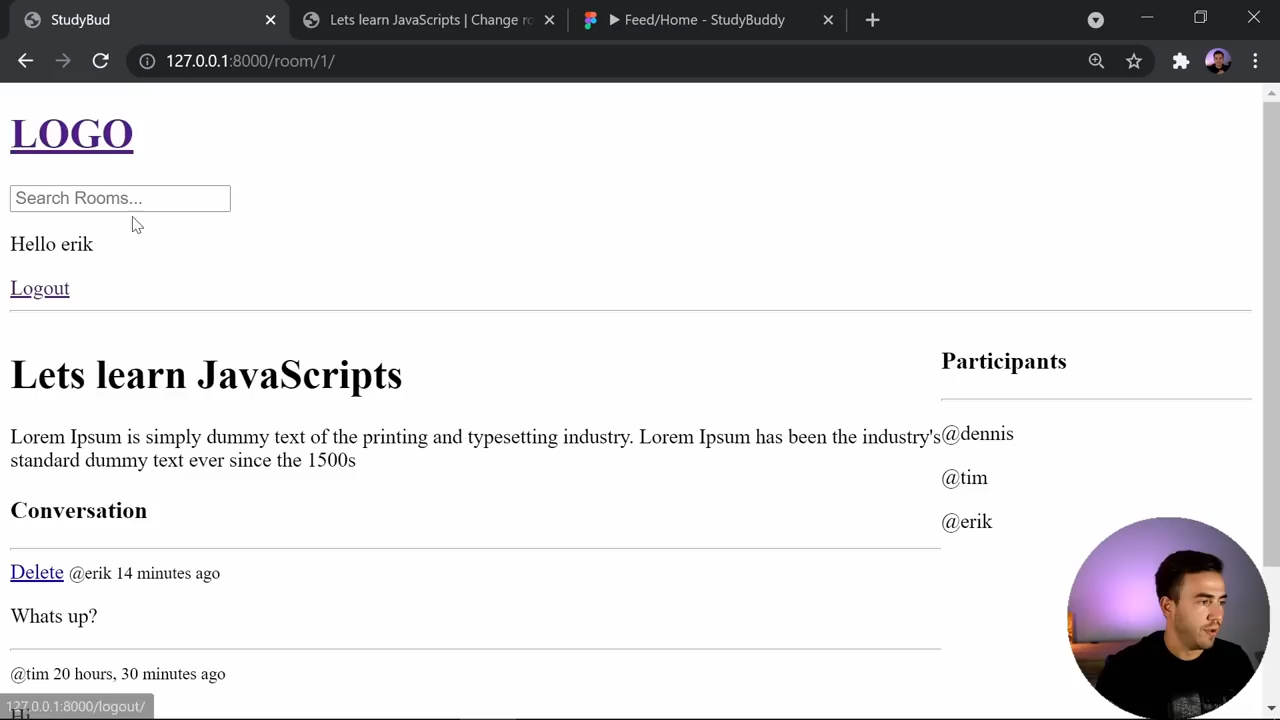 StudyBud
Lets learn JavaScripts | Change ro
Feed/Home - StudyBuddy
127.0.0.1:8000/room/1/
LOGO
Search Rooms...
Hello erik
Logout
Lets learn JavaScripts
Lorem Ipsum is simply dummy text of the printing and typesetting industry. Lorem Ipsum has been the industry's
standard dummy text ever since the 1500s
Participants
@dennis
@tim
@erik
Conversation
Delete @erik 14 minutes ago
Whats up?
@tim 20 hours, 30 minutes ago
127.0.0.1:8000/logout/